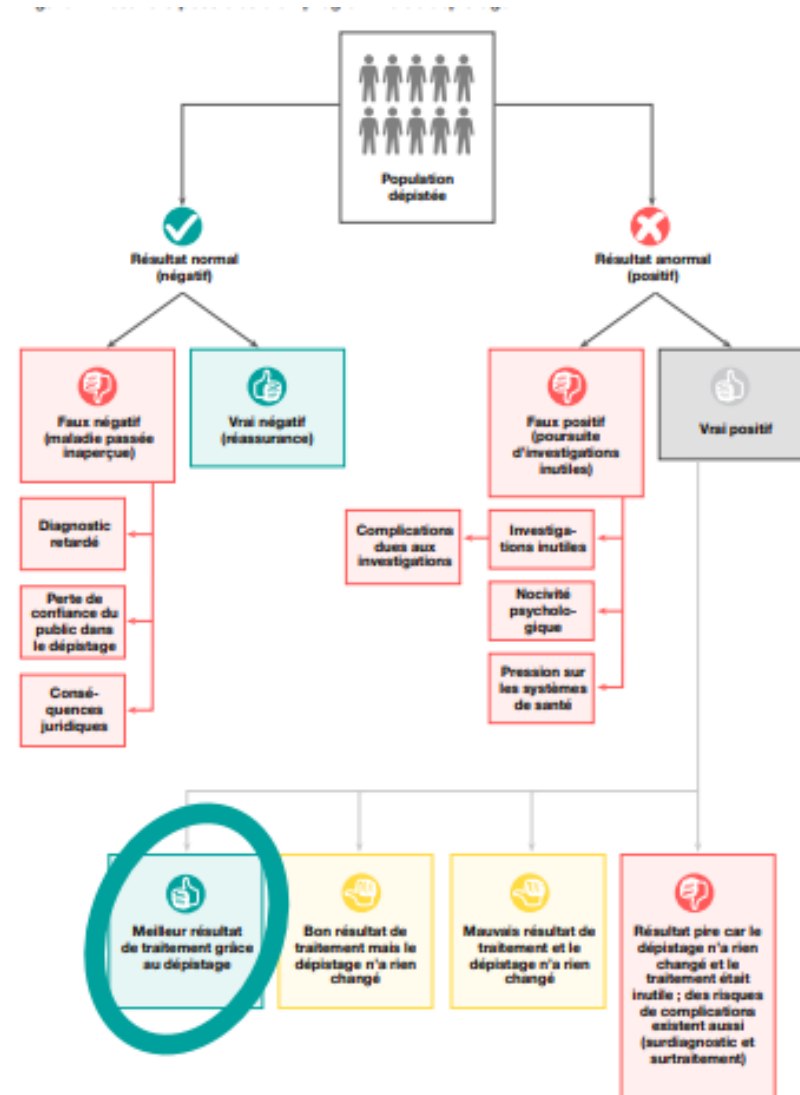 Population
dépistée
Résultat normal
(négatif)
Résultat anormal
(positif)
Faux négatif
(maladie passée
inaperçue)
Vrai négatif
(réassurance)
Faux positif
(poursuite
d'investigations
inutiles)
Vrai positif
Diagnostic
retardé
Perte de
confiance du
public dans
le dépistage
Consé-
quences
juridiques
Complications
dues aux
investigations
Investiga-
tions inutiles
Nocivité
psycholo-
gique
Pression sur
les systèmes
de santé
Meilleur résultat
de traitement grâce
au dépistage
Bon résultat de
traitement mais le
dépistage n'a rien
changé
Mauvais résultat de
traitement et le
dépistage n'a rien
changé
Résultat pire car le
dépistage n'a rien
changé et le
traitement était
inutile ; des risques
de complications
existent aussi
(surdiagnostic et
surtraitement)